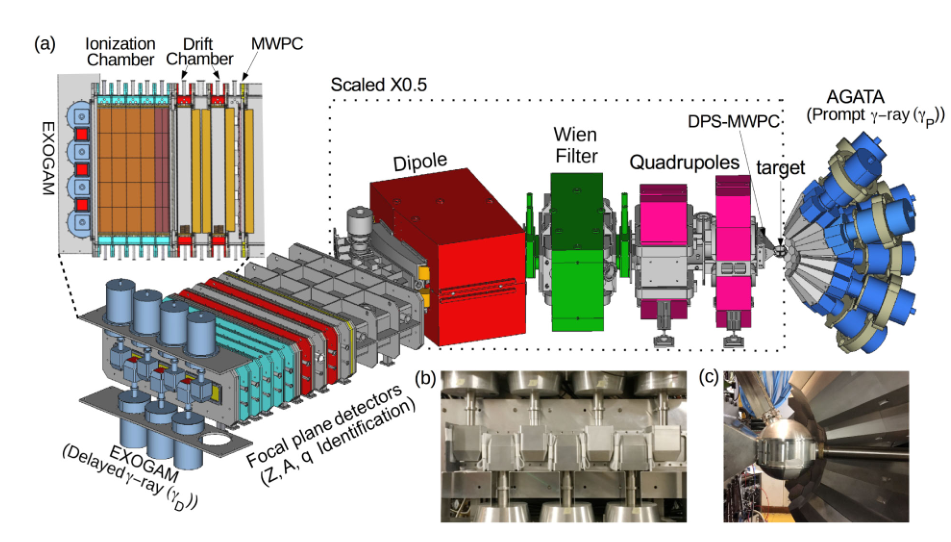 (a)
Ionization
Chamber
Drift
Chamber
MWPC
EXOGAM
Scaled X0.5
Dipole
Wien
Filter
Quadrupoles
DPS-MWPC
target
AGATA
(Prompt γ-ray (γP))
EXOGAM
(Delayed γ-ray (γD))
Focal plane detectors
(Z, A, q Identification)
(b)
(c)